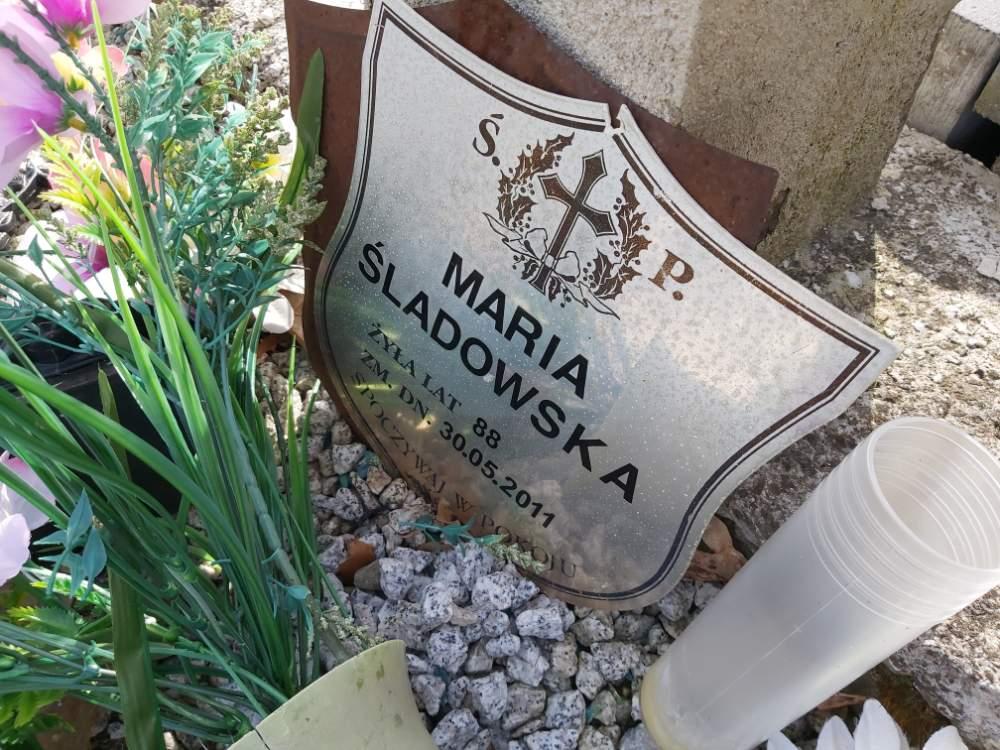 Ś. P.
MARIA
ŚLADOWSKA
ŻYŁA LAT 88
ZM. DN. 30.05.2011
SPOCZYWAJ W POKOJU